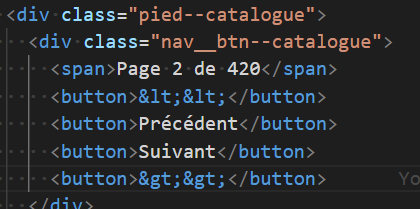 <div class="pied--catalogue">
<div class="nav__btn--catalogue">
<span>Page 2 de 420</span>
<button>&lt;&lt;</button>
<button>Précédent</button>
<button>Suivant</button>
<button>&gt;&gt;</button> Yo
</div>